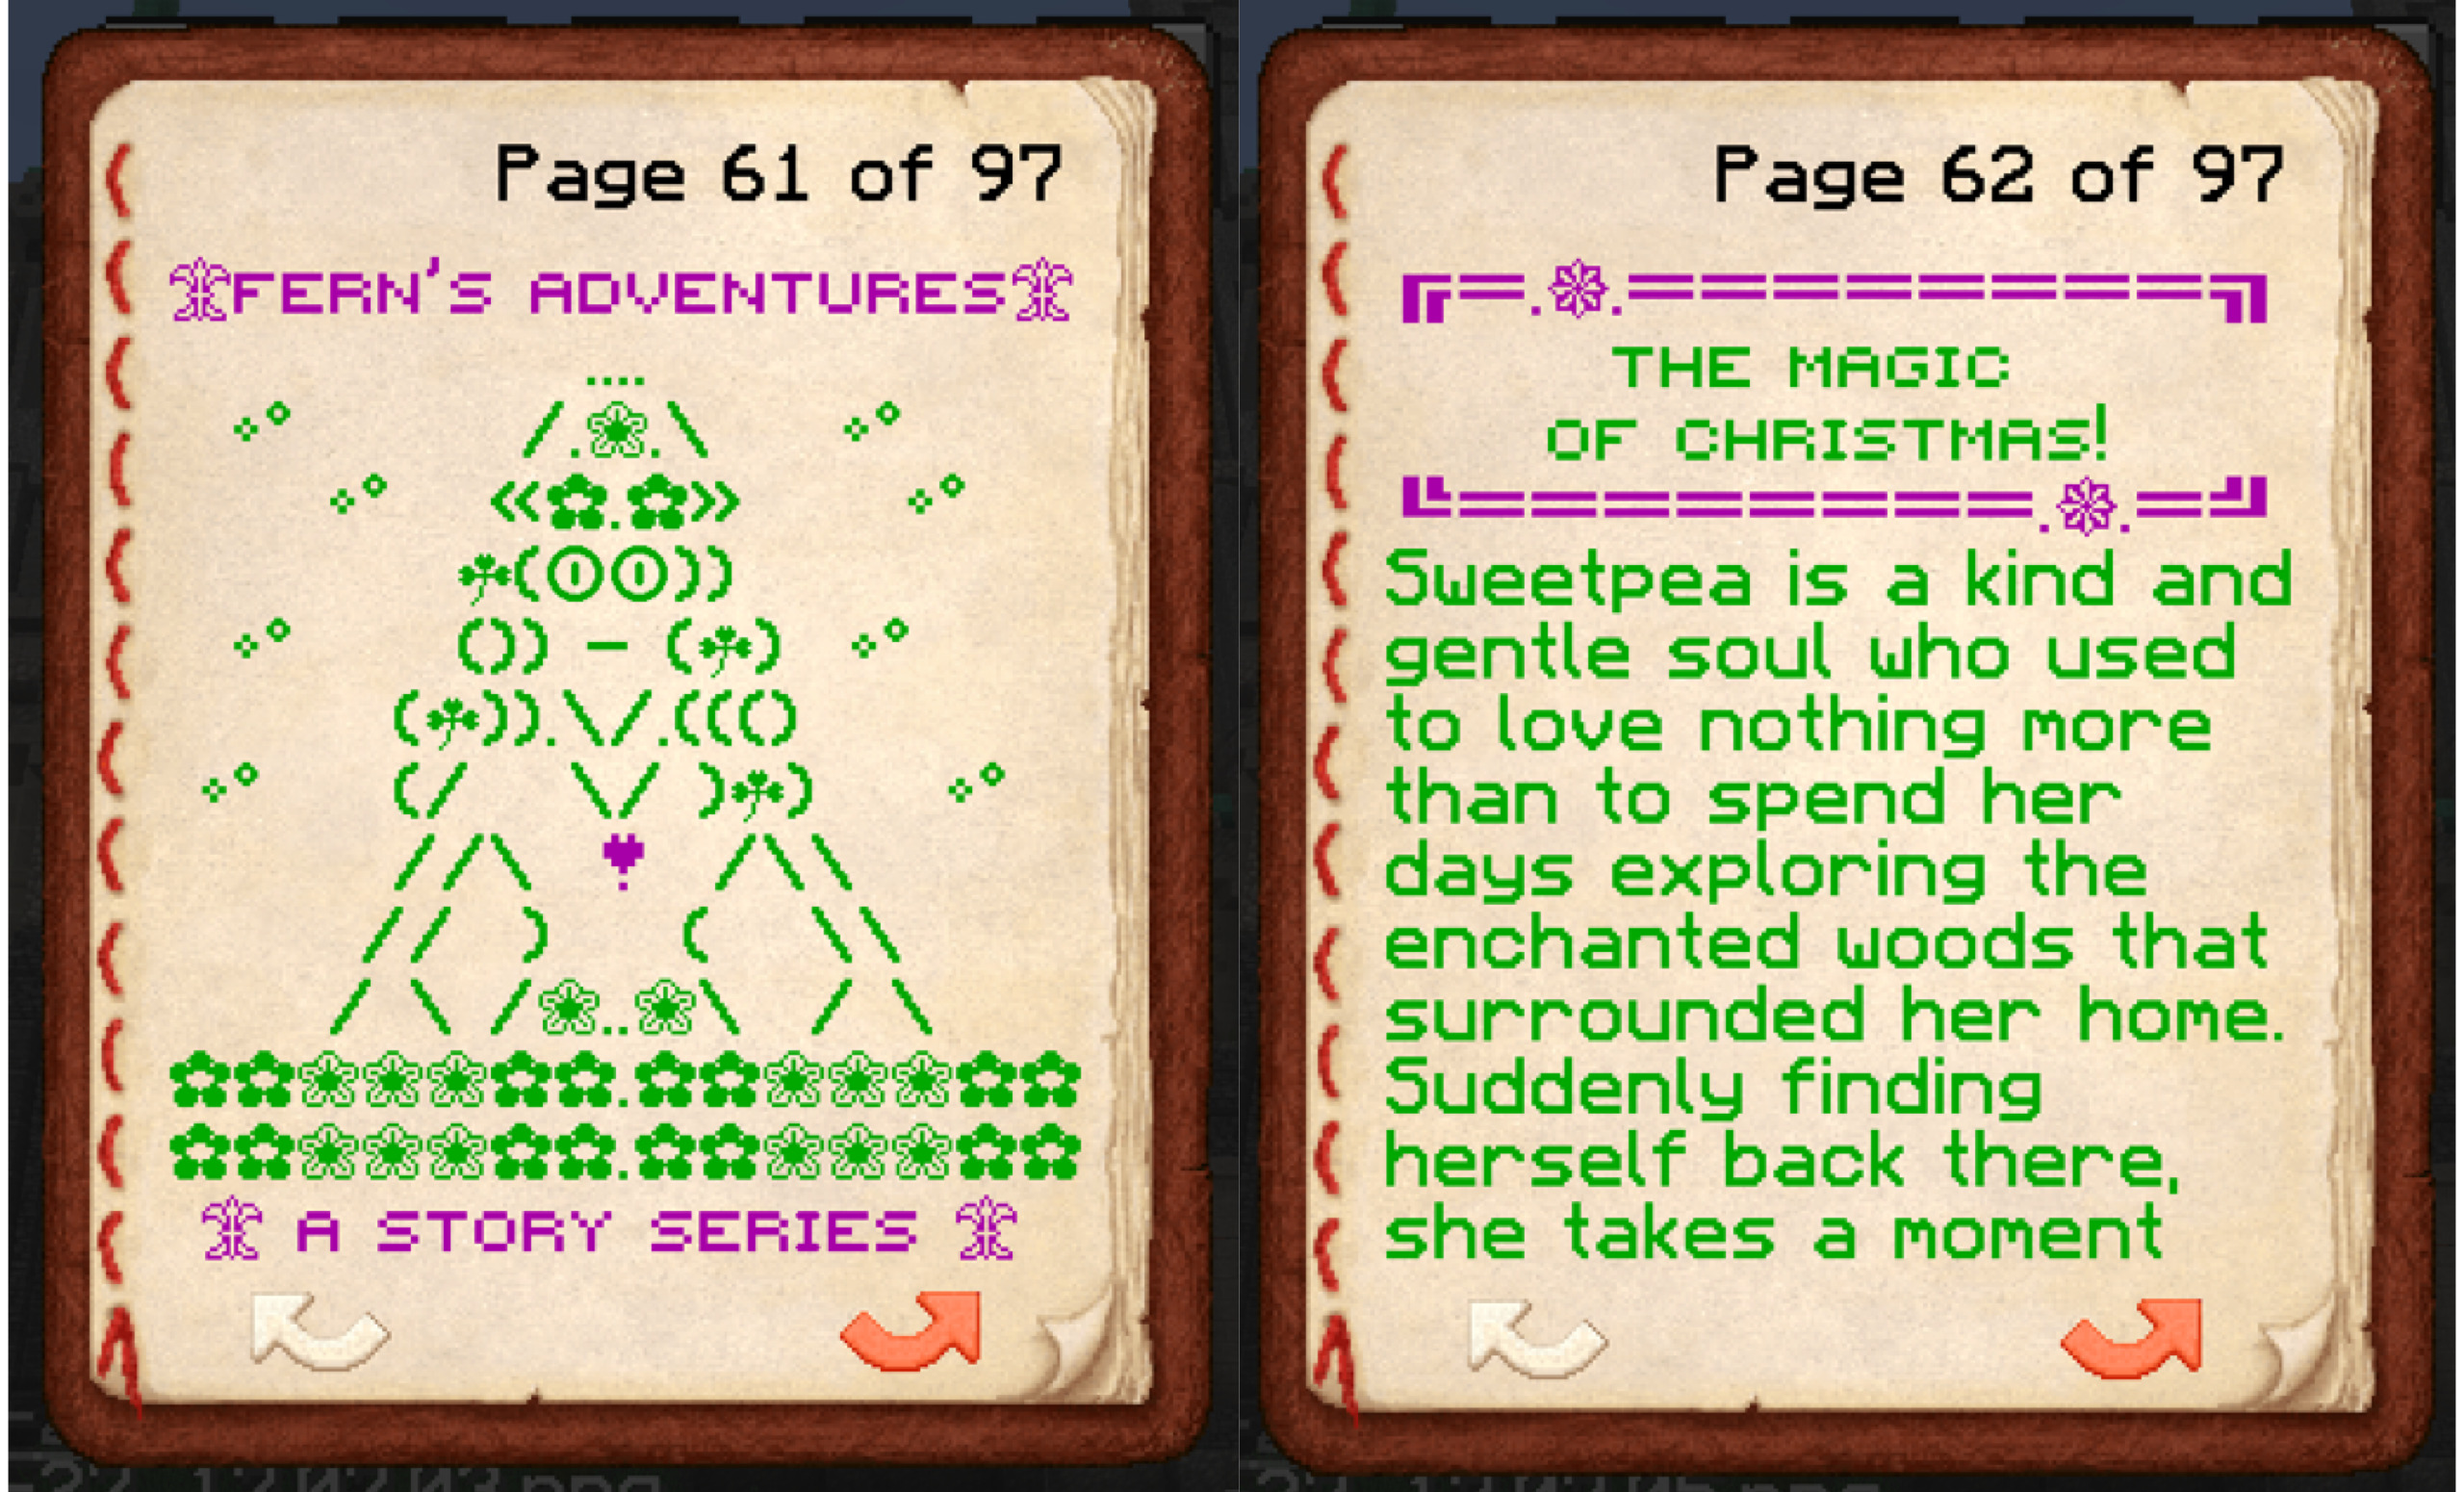 Page 61 of 97
FERN'S ADVENTURES
A STORY SERIES
Page 62 of 97
THE MAGIC
OF CHRISTMAS!
Sweetpea is a kind and
gentle soul who used
to love nothing more
than to spend her
days exploring the
enchanted woods that
surrounded her home.
Suddenly finding
herself back there,
she takes a moment